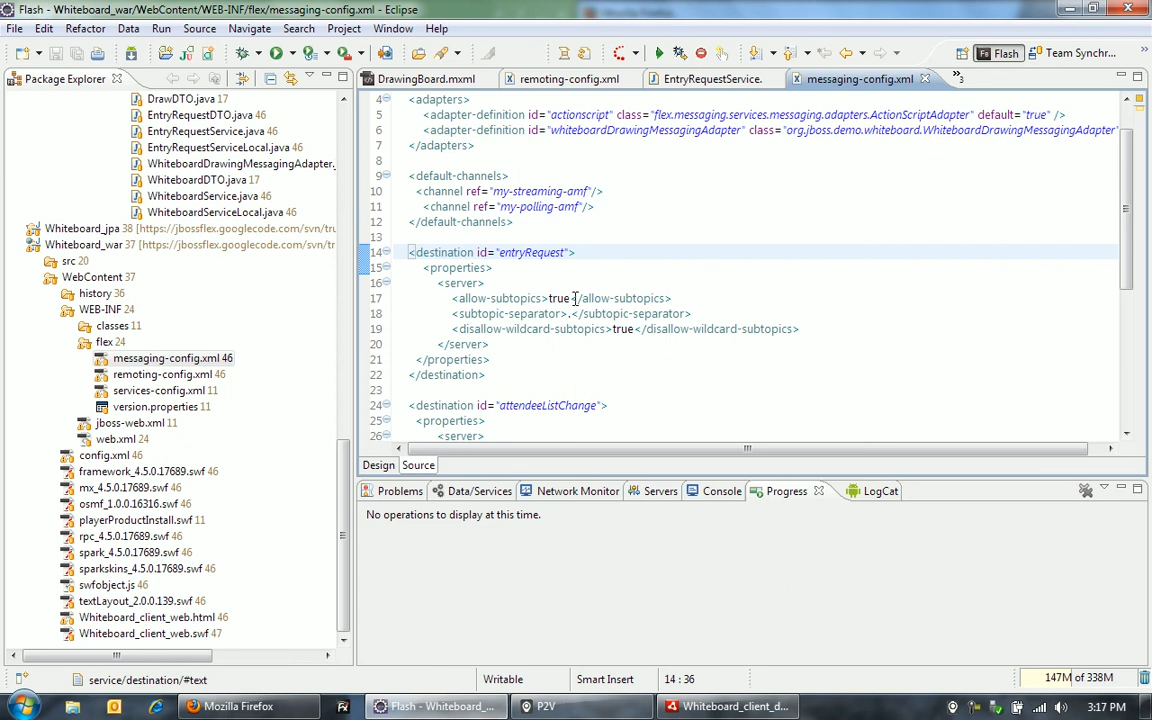 Flash - Whiteboard_war/WebContent/WEB-INF/flex/messaging-config.xml - Eclipse
Mozilla Firefox
File Edit Refactor Data Run Source Navigate Search Project Window Help
Flash
Team Synchr...
Package Explorer
DrawingBoard.mxml
remoting-config.xml
EntryRequestService.
messaging-config.xml
»3
DrawDTO.java 17
EntryRequestDTO.java 46
EntryRequestService.java 46
EntryRequestServiceLocal.java 46
WhiteboardDrawingMessagingAdapter.
WhiteboardDTO.java 17
WhiteboardService.java 46
WhiteboardServiceLocal.java 46
Whiteboard_jpa 38 [https://jbossflex.googlecode.com/svn/tru
Whiteboard_war 37 [https://jbossflex.googlecode.com/svn/tr
src 20
WebContent 37
history 36
WEB-INF 24
classes 11
flex 24
messaging-config.xml 46
remoting-config.xml 46
services-config.xml 11
version.properties 11
jboss-web.xml 11
web.xml 24
config.xml 46
framework_4.5.0.17689.swf 46
mx_4.5.0.17689.swf 46
osmf_1.0.0.16316.swf 46
playerProductInstall.swf 11
rpc_4.5.0.17689.swf 46
spark_4.5.0.17689.swf 46
sparkskins_4.5.0.17689.swf 46
swfobject.js 46
textLayout_2.0.0.139.swf 46
Whiteboard_client_web.html 46
Whiteboard_client_web.swf 47
4 <adapters>
5 <adapter-definition id="actionscript" class="flex.messaging.services.messaging.adapters.ActionScriptAdapter" default="true" />
6 <adapter-definition id="whiteboardDrawingMessagingAdapter" class="org.jboss.demo.whiteboard.WhiteboardDrawingMessagingAdapter"
7 </adapters>
8
9 <default-channels>
10 <channel ref="my-streaming-amf"/>
11 <channel ref="my-polling-amf"/>
12 </default-channels>
13
14 <destination id="entryRequest">
15 <properties>
16 <server>
17 <allow-subtopics>true</allow-subtopics>
18 <subtopic-separator>.</subtopic-separator>
19 <disallow-wildcard-subtopics>true</disallow-wildcard-subtopics>
20 </server>
21 </properties>
22 </destination>
23
24 <destination id="attendeeListChange">
25 <properties>
26 <server>
Design Source
Problems Data/Services Network Monitor Servers Console Progress LogCat
No operations to display at this time.
service/destination/#text
Writable
Smart Insert
14 : 36
147M of 338M
Mozilla Firefox
Flash - Whiteboard_...
P2V
Whiteboard_client_d...
3:17 PM